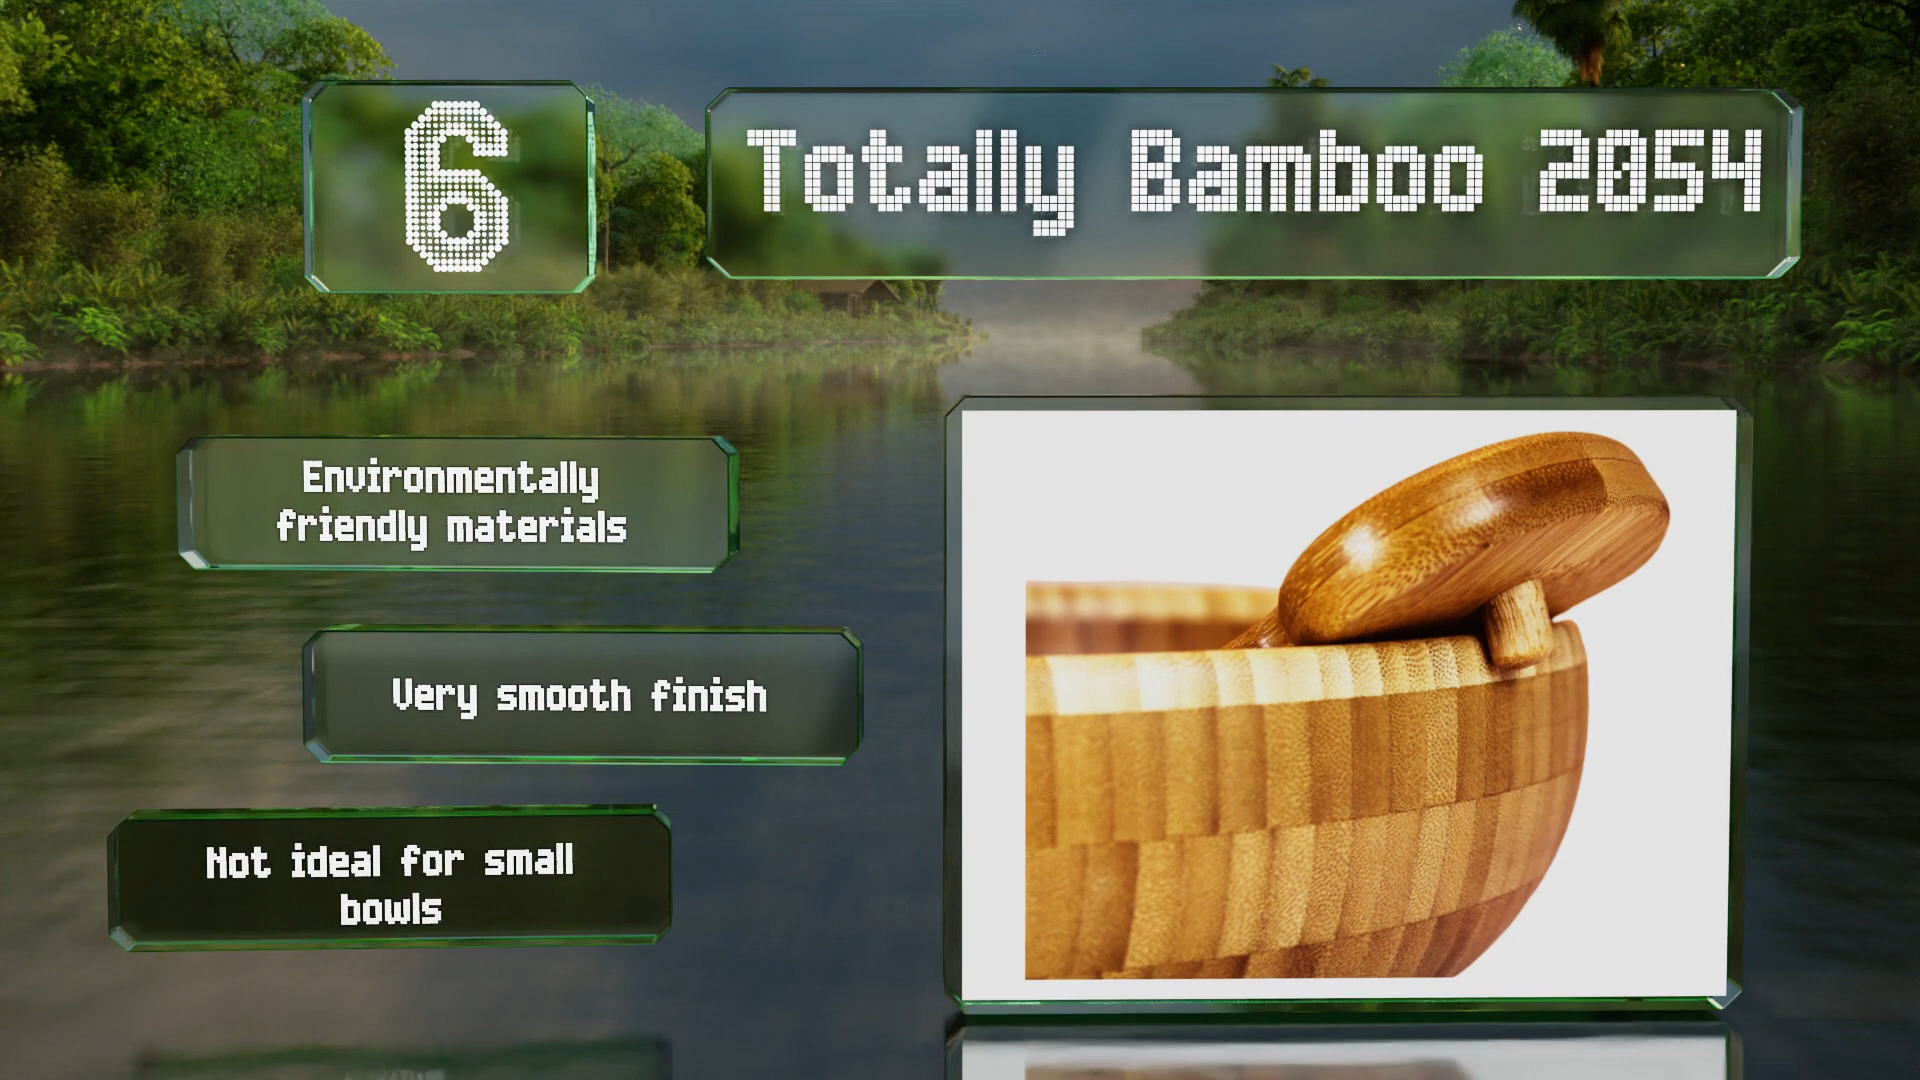 6
Totally Bamboo 2054
Environmentally
friendly materials
Very smooth finish
Not ideal for small
bowls